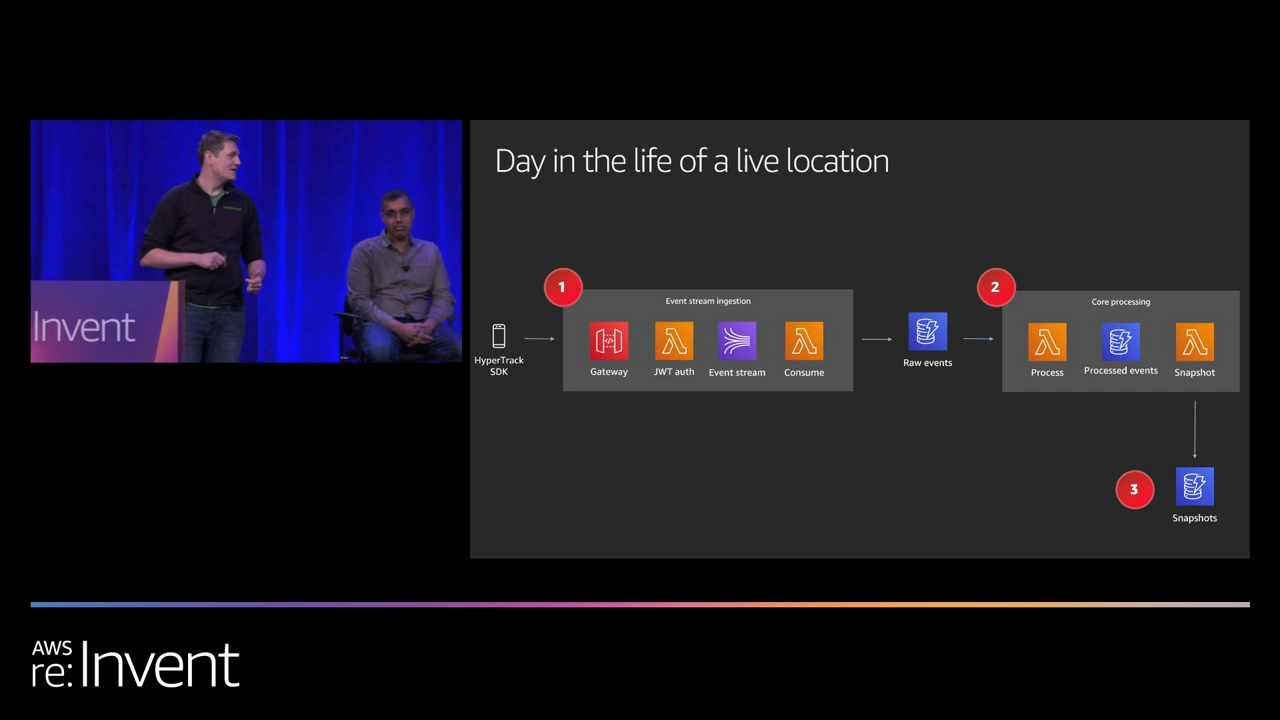 Day in the life of a live location
1
2
Event stream ingestion
Core processing
HyperTrack
SDK
Gateway
JWT auth
Event stream
Consume
Raw events
Process
Processed events
Snapshot
3
Snapshots
Invent
AWS
re:Invent